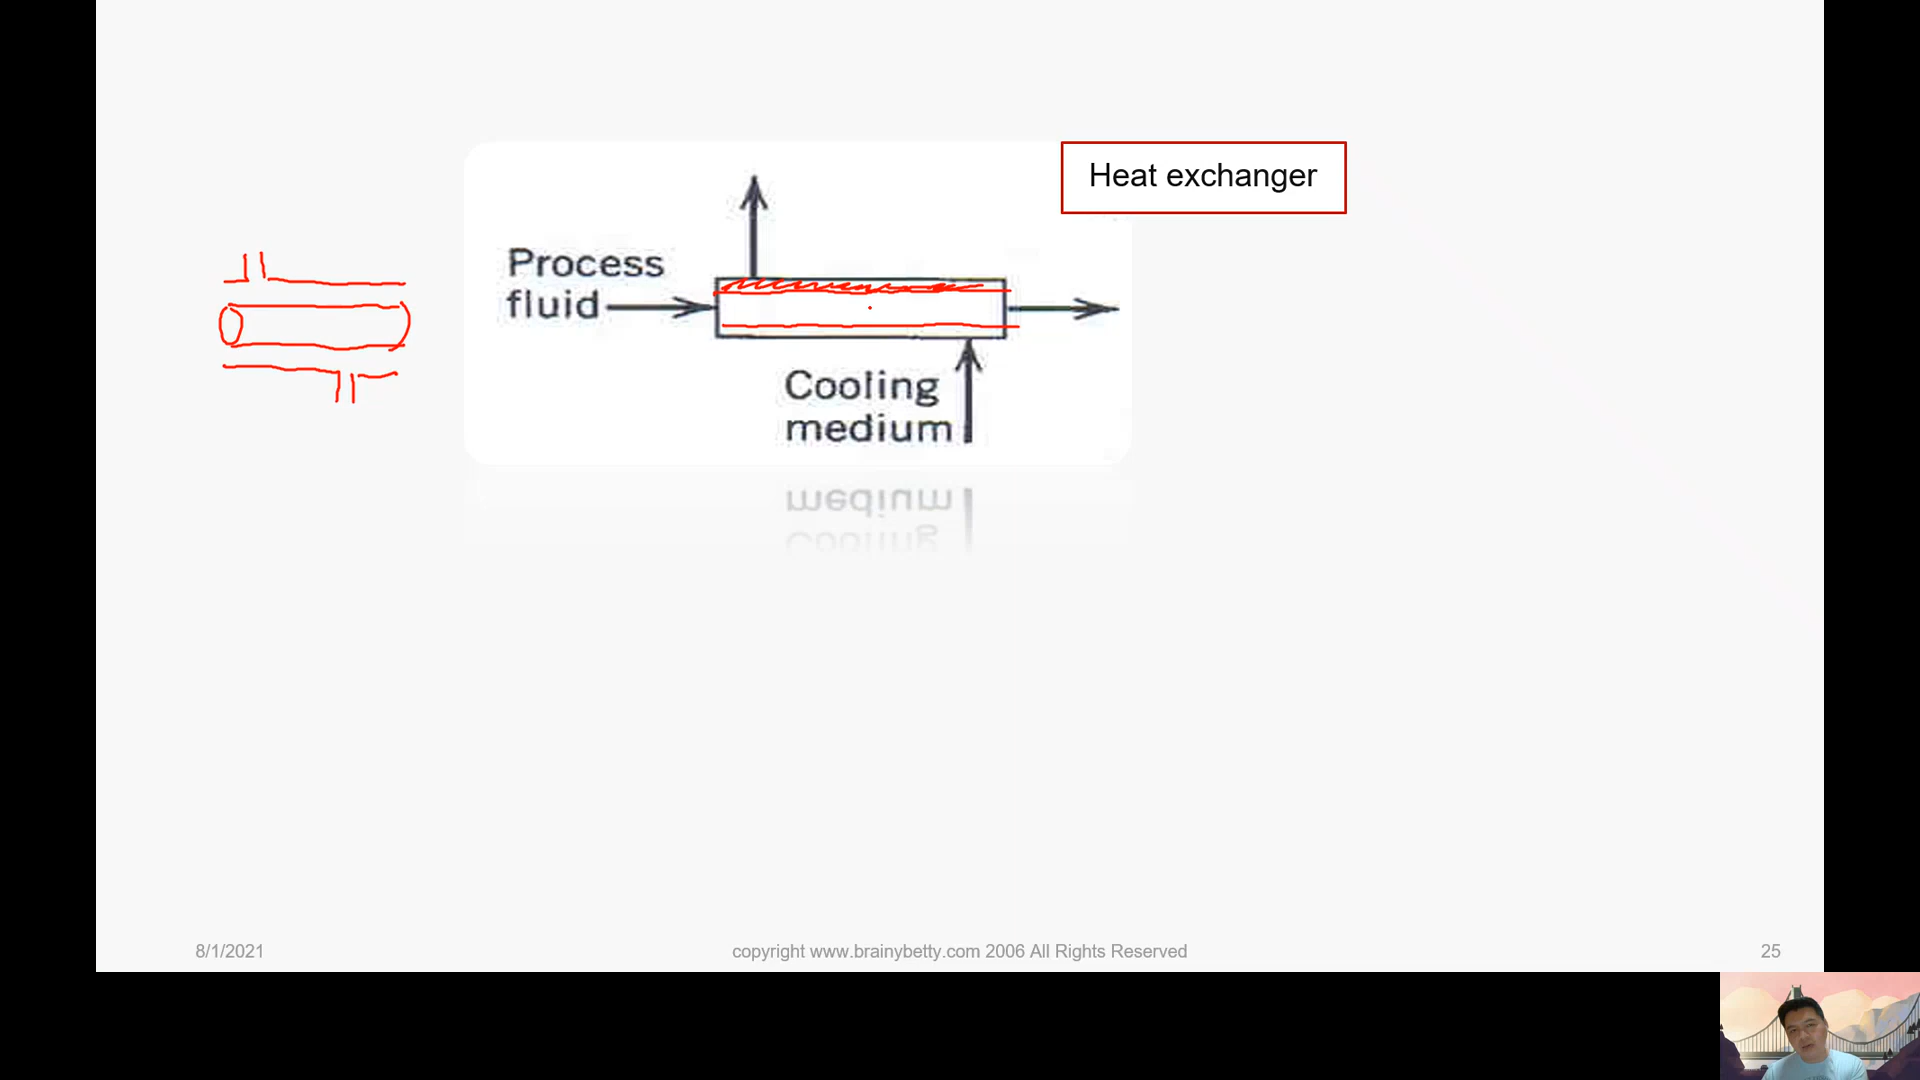 Heat exchanger
Process
fluid
Cooling
medium
8/1/2021
copyright www.brainybetty.com 2006 All Rights Reserved
25